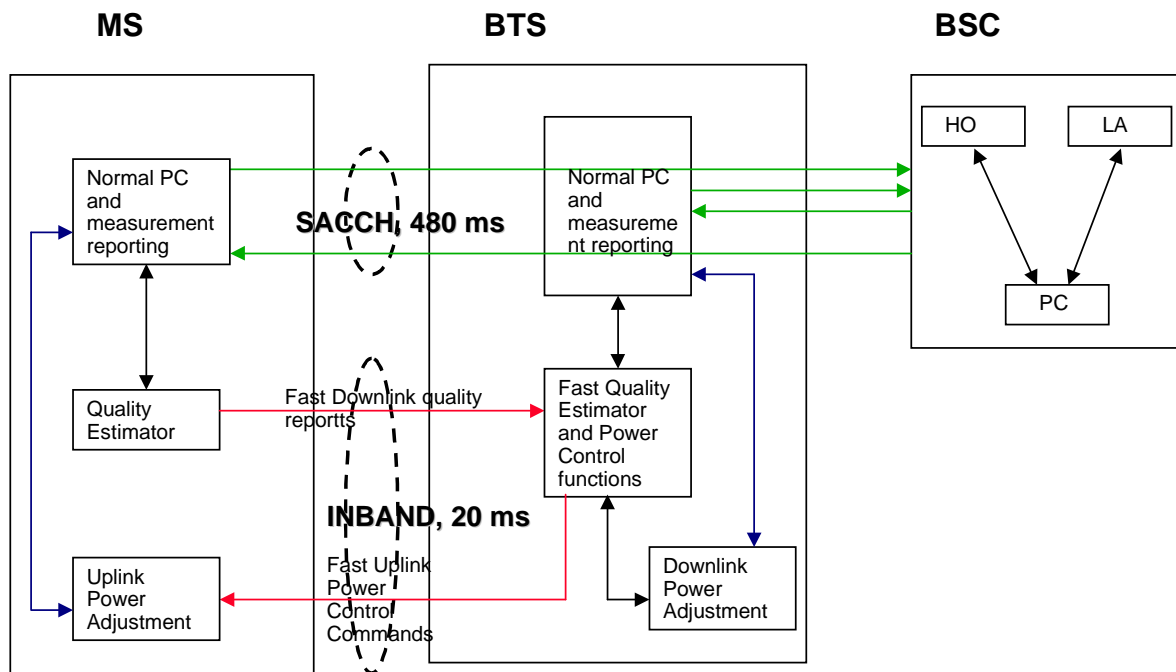 MS
BTS
BSC
HO
LA
PC
Normal PC
and
measurement
reporting
SACCH, 480 ms
Normal PC
and
measureme
nt reporting
Quality
Estimator
Fast Downlink quality
reportts
Fast Quality
Estimator
and Power
Control
functions
INBAND, 20 ms
Uplink
Power
Adjustment
Fast Uplink
Power
Control
Commands
Downlink
Power
Adjustment